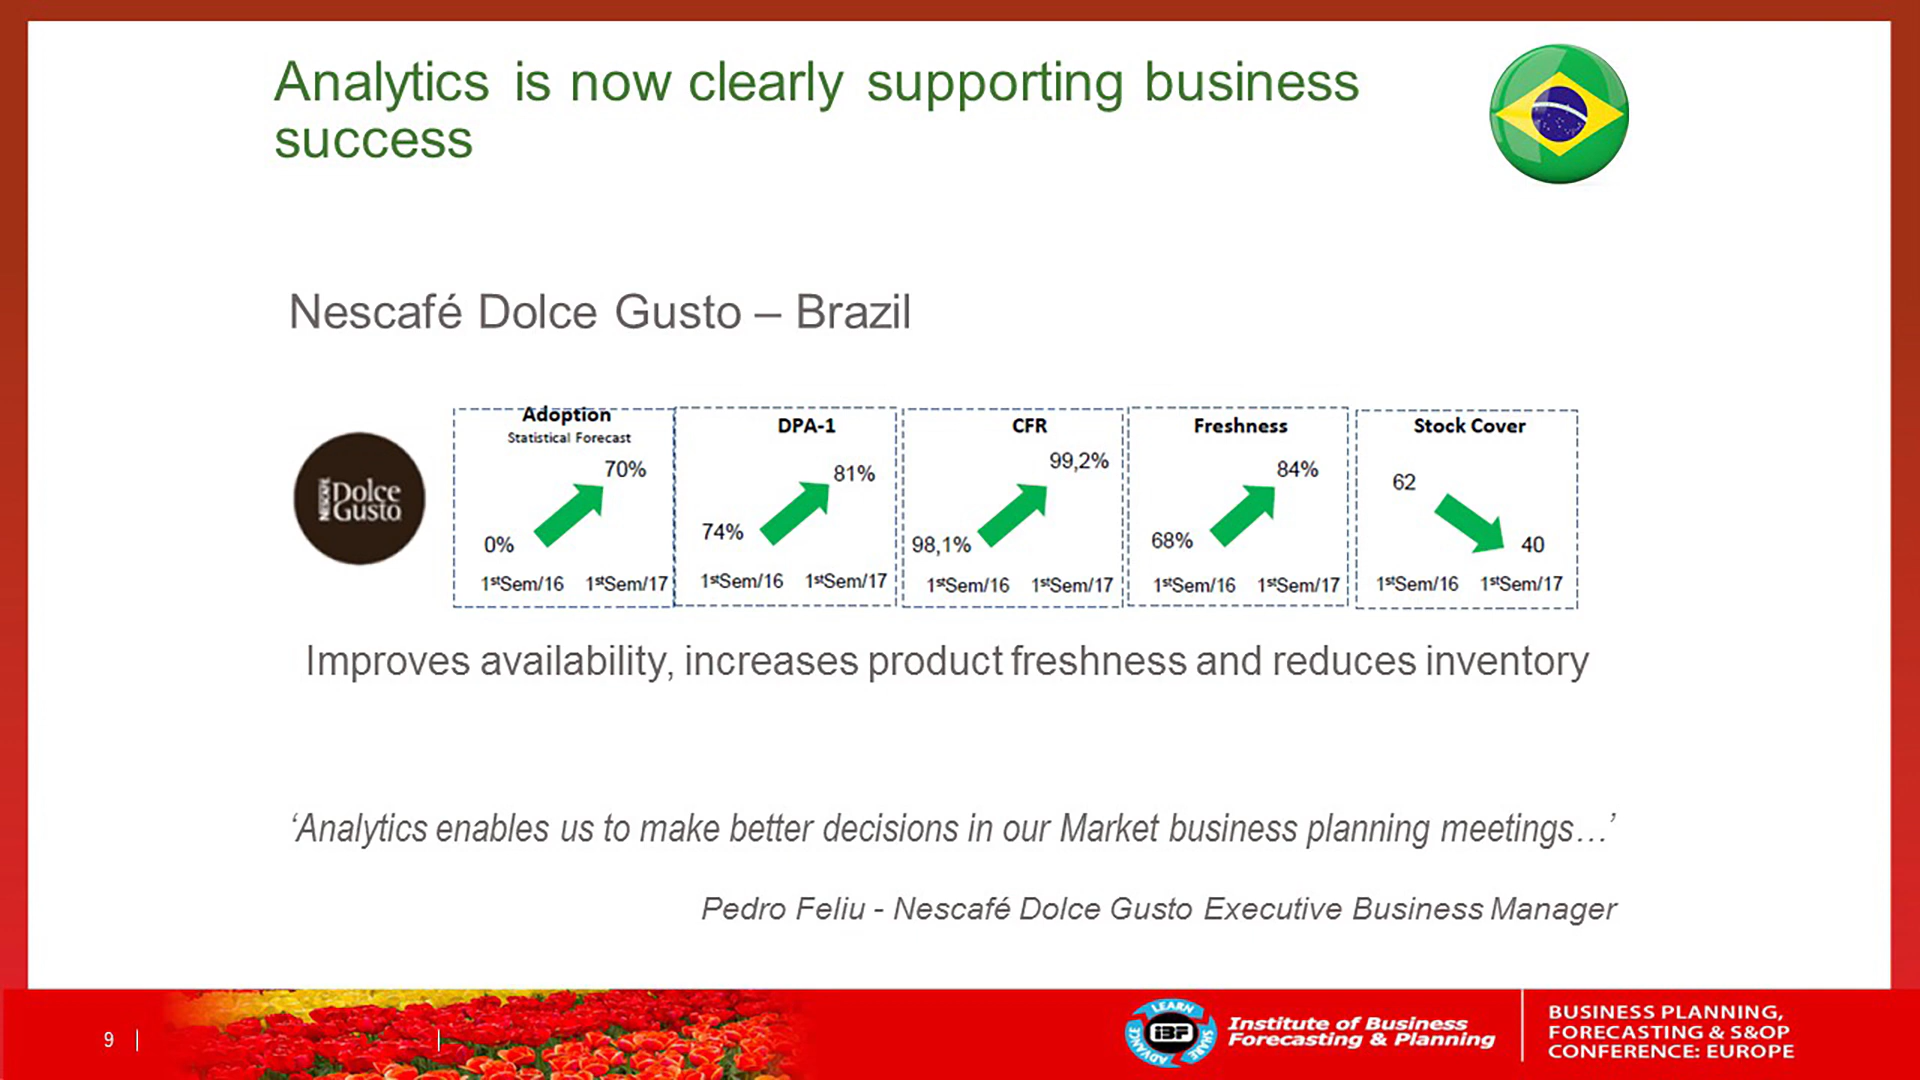 Analytics is now clearly supporting business
success
Nescafé Dolce Gusto – Brazil
NESCAFÉ
Dolce
Gusto
Adoption
Statistical Forecast
70%
0%
1stSem/16 1stSem/17
DPA-1
81%
74%
1stSem/16 1stSem/17
CFR
99,2%
98,1%
1stSem/16 1stSem/17
Freshness
84%
68%
1stSem/16 1stSem/17
Stock Cover
62
40
1stSem/16 1stSem/17
Improves availability, increases product freshness and reduces inventory
‘Analytics enables us to make better decisions in our Market business planning meetings…’
Pedro Feliu - Nescafé Dolce Gusto Executive Business Manager
9
LEARN
SHARE
ADVANCE
IBF
Institute of Business
Forecasting & Planning
BUSINESS PLANNING,
FORECASTING & S&OP
CONFERENCE: EUROPE